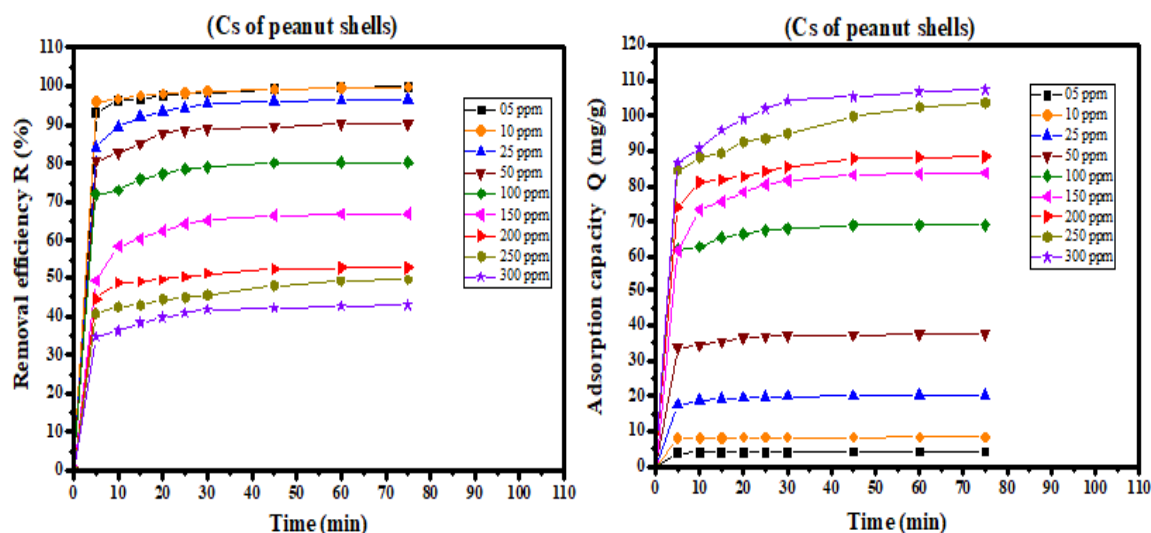 (Cs of peanut shells)
Removal efficiency R (%)
110
100
90
80
70
60
50
40
30
20
10
0
05 ppm
10 ppm
25 ppm
50 ppm
100 ppm
150 ppm
200 ppm
250 ppm
300 ppm
0 10 20 30 40 50 60 70 80 90 100 110
Time (min)
(Cs of peanut shells)
Adsorption capacity Q (mg/g)
120
110
100
90
80
70
60
50
40
30
20
10
0
05 ppm
10 ppm
25 ppm
50 ppm
100 ppm
150 ppm
200 ppm
250 ppm
300 ppm
0 10 20 30 40 50 60 70 80 90 100 110
Time (min)